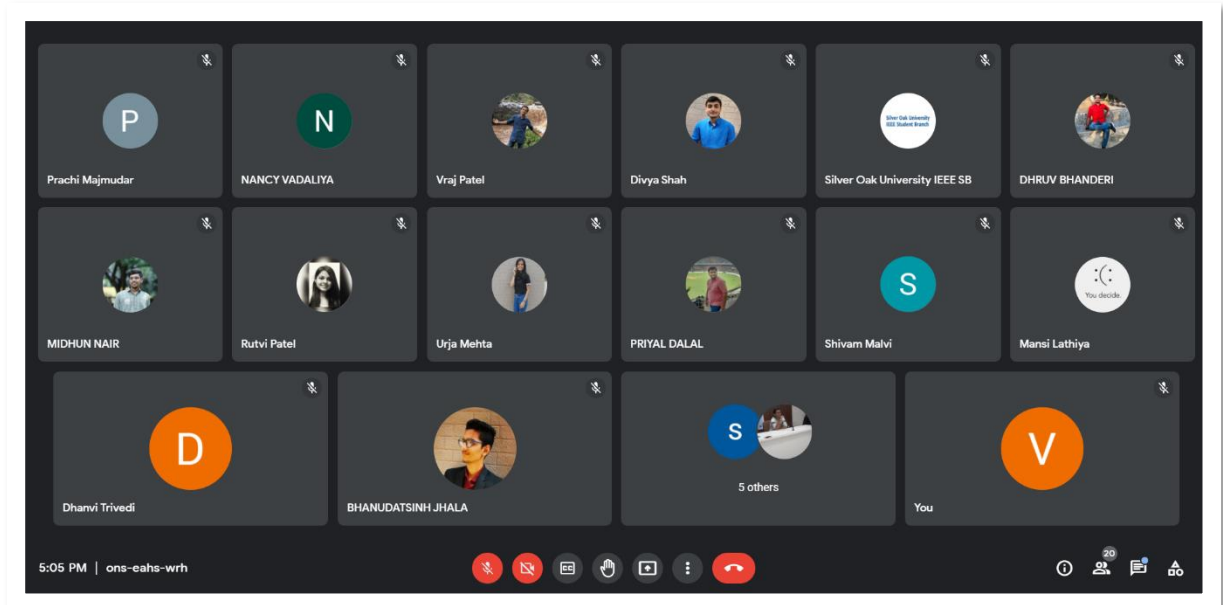 P
N
Silver Oak University
IEEE Student Branch
Prachi Majmudar
NANCY VADALIYA
Vraj Patel
Divya Shah
Silver Oak University IEEE SB
DHRUV BHANDERI
S
:(:
You decide.
MIDHUN NAIR
Rutvi Patel
Urja Mehta
PRIYAL DALAL
Shivam Malvi
Mansi Lathiya
D
S
V
5 others
Dhanvi Trivedi
BHANUDATSINH JHALA
You
20
5:05 PM | ons-eahs-wrh
CC